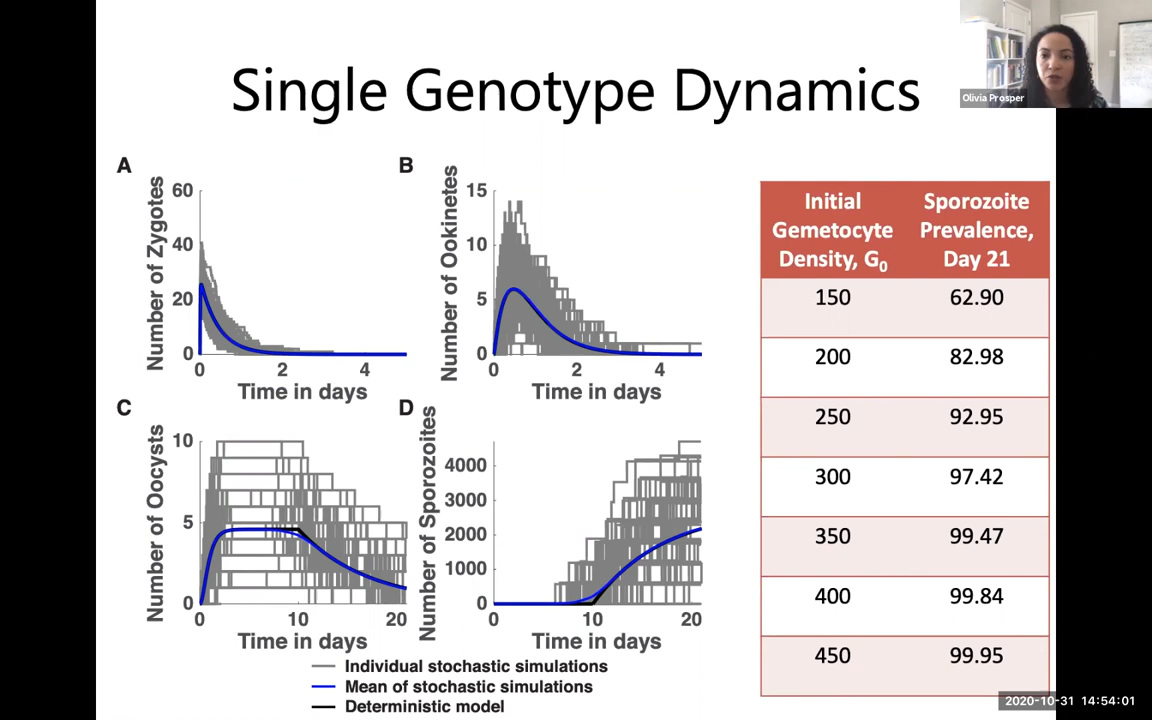 Olivia Prosper
Single Genotype Dynamics
A
Number of Zygotes
60
40
20
0
0 2 4
Time in days
B
Number of Ookinetes
15
10
5
0
0 2 4
Time in days
C
Number of Oocysts
10
5
0
0 10 20
Time in days
D
Number of Sporozoites
4000
3000
2000
1000
0
0 10 20
Time in days
Individual stochastic simulations
Mean of stochastic simulations
Deterministic model
Initial Gemetocyte Density, G₀ Sporozoite Prevalence, Day 21
150 62.90
200 82.98
250 92.95
300 97.42
350 99.47
400 99.84
450 99.95
2020-10-31 14:54:01